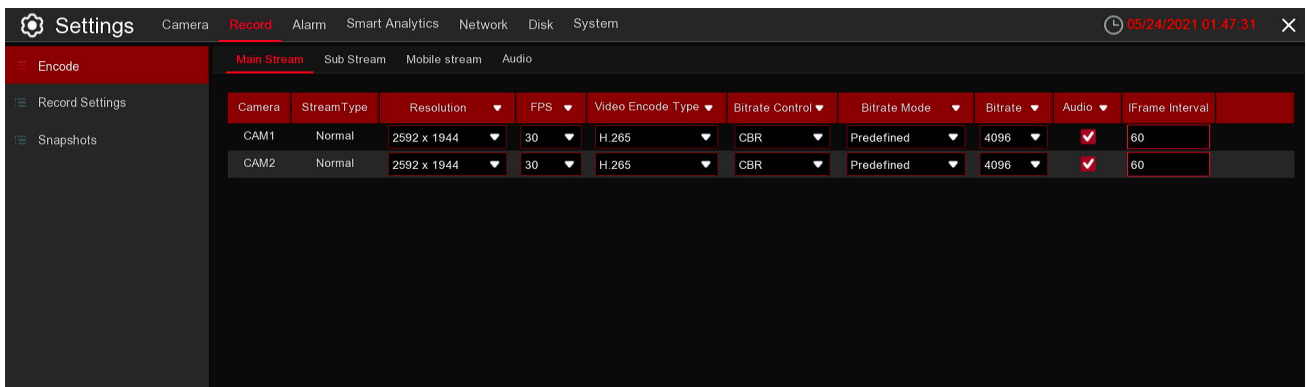 Settings Camera Record Alarm Smart Analytics Network Disk System 05/24/2021 01:47:31
Encode
Record Settings
Snapshots
Main Stream Sub Stream Mobile stream Audio
Camera StreamType Resolution FPS Video Encode Type Bitrate Control Bitrate Mode Bitrate Audio IFrame Interval
CAM1 Normal 2592 x 1944 30 H.265 CBR Predefined 4096 60
CAM2 Normal 2592 x 1944 30 H.265 CBR Predefined 4096 60